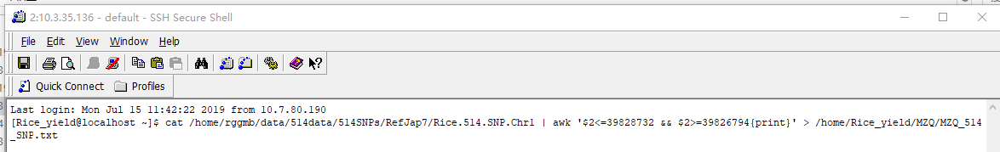 2:10.3.35.136 - default - SSH Secure Shell
File Edit View Window Help
Quick Connect Profiles
Last login: Mon Jul 15 11:42:22 2019 from 10.7.80.190
[Rice_yield@localhost ~]$ cat /home/rggmb/data/514data/514SNPs/RefJap7/Rice.514.SNP.Chr1 | awk '$2<=39828732 && $2>=39826794{print}' > /home/Rice_yield/MZQ/MZQ_514
_SNP.txt